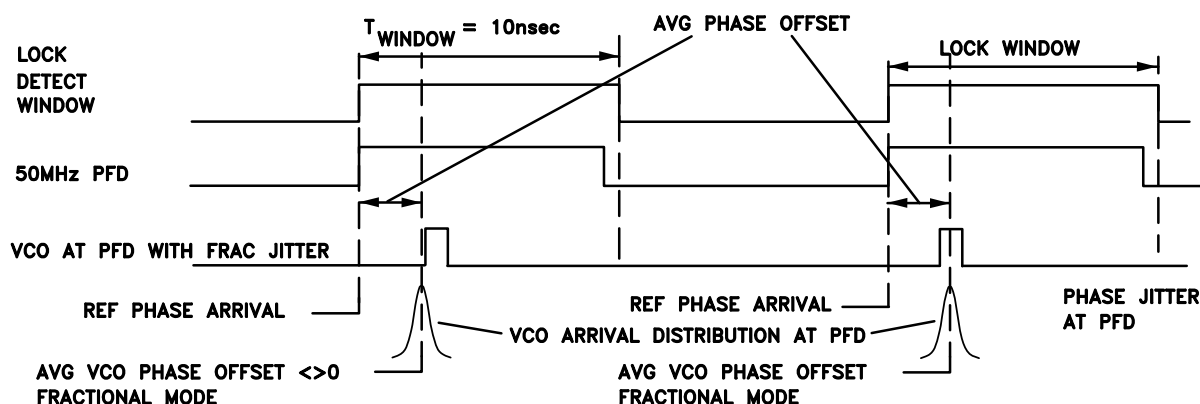 AVG PHASE OFFSET
T WINDOW = 10nsec
LOCK WINDOW
LOCK
DETECT
WINDOW
50MHz PFD
VCO AT PFD WITH FRAC JITTER
REF PHASE ARRIVAL
REF PHASE ARRIVAL
PHASE JITTER
AT PFD
VCO ARRIVAL DISTRIBUTION AT PFD
AVG VCO PHASE OFFSET <>0
FRACTIONAL MODE
AVG VCO PHASE OFFSET
FRACTIONAL MODE